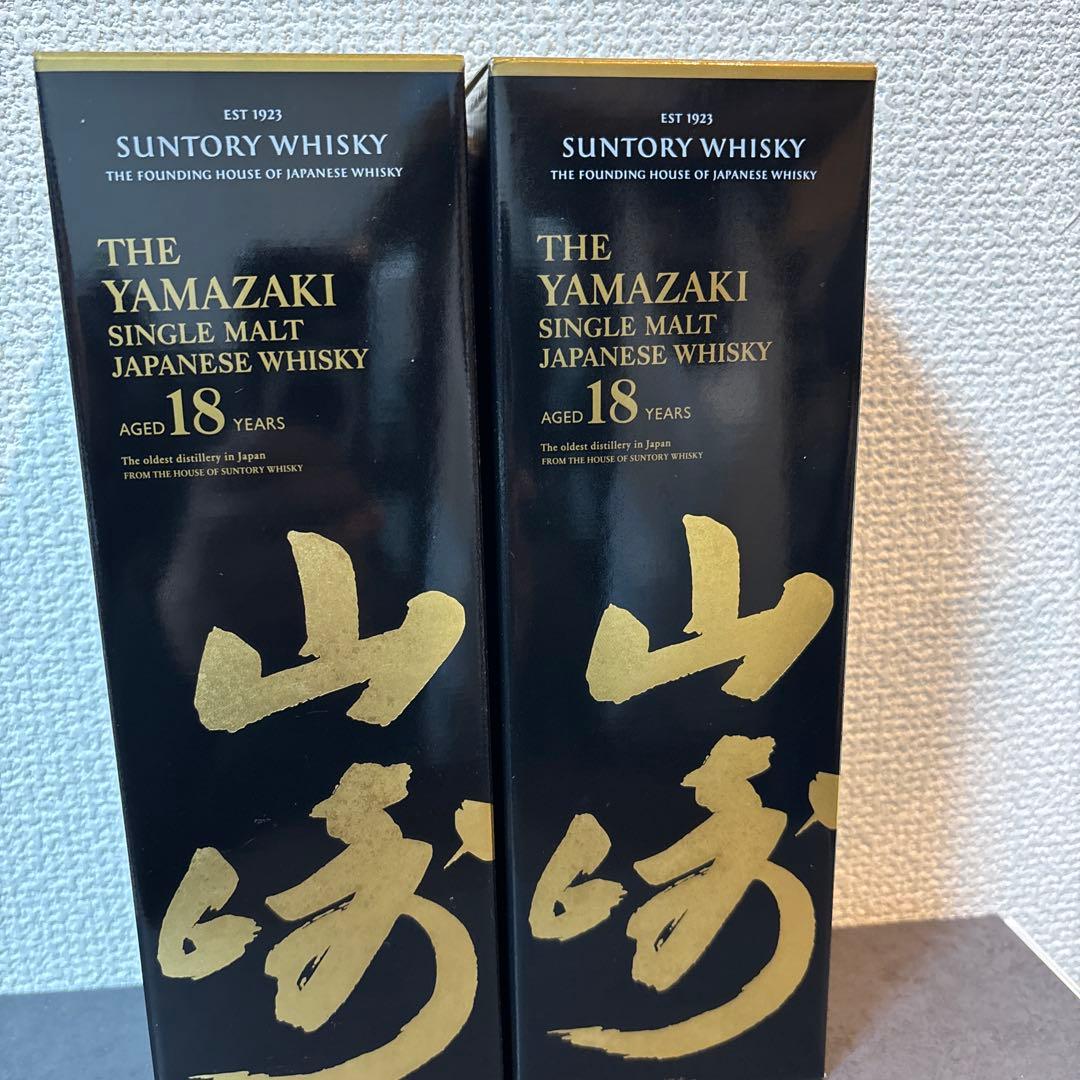 EST 1923
SUNTORY WHISKY
THE FOUNDING HOUSE OF JAPANESE WHISKY
THE
YAMAZAKI
SINGLE MALT
JAPANESE WHISKY
AGED 18 YEARS
The oldest distillery in Japan
FROM THE HOUSE OF SUNTORY WHISKY
山
崎
EST 1923
SUNTORY WHISKY
THE FOUNDING HOUSE OF JAPANESE WHISKY
THE
YAMAZAKI
SINGLE MALT
JAPANESE WHISKY
AGED 18 YEARS
The oldest distillery in Japan
FROM THE HOUSE OF SUNTORY WHISKY
山
崎